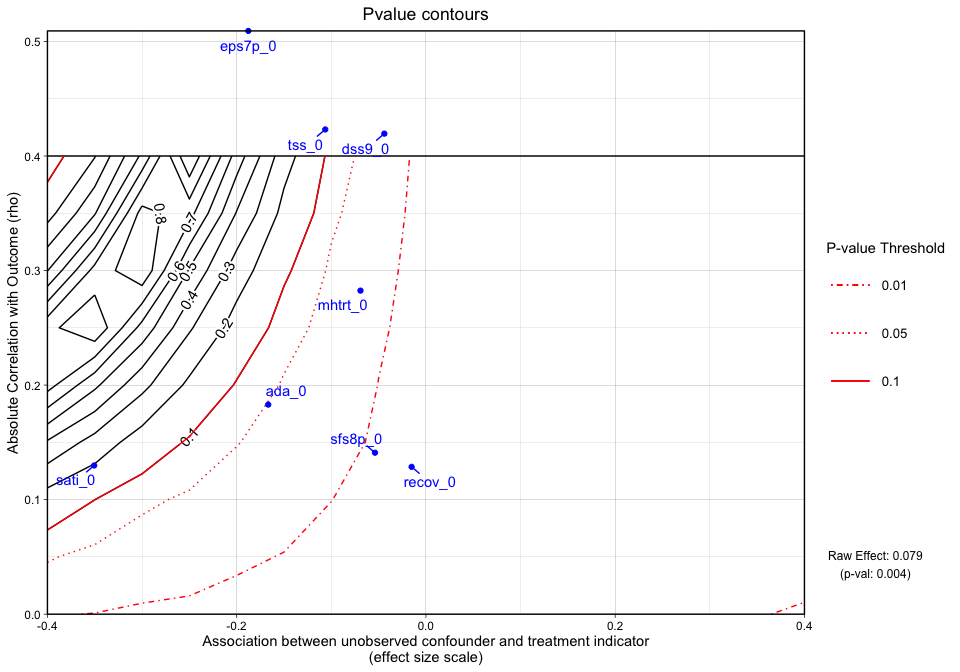 Pvalue contours
Absolute Correlation with Outcome (rho)
0.5
0.4
0.3
0.2
0.1
0.0
eps7p_0
tss_0
dss9_0
mhtrt_0
ada_0
sfs8p_0
sati_0
recov_0
0.8
0.7
0.6
0.5
0.4
0.3
0.2
0.1
-0.4
-0.2
0.0
0.2
0.4
Association between unobserved confounder and treatment indicator
(effect size scale)
P-value Threshold
0.01
0.05
0.1
Raw Effect: 0.079
(p-val: 0.004)